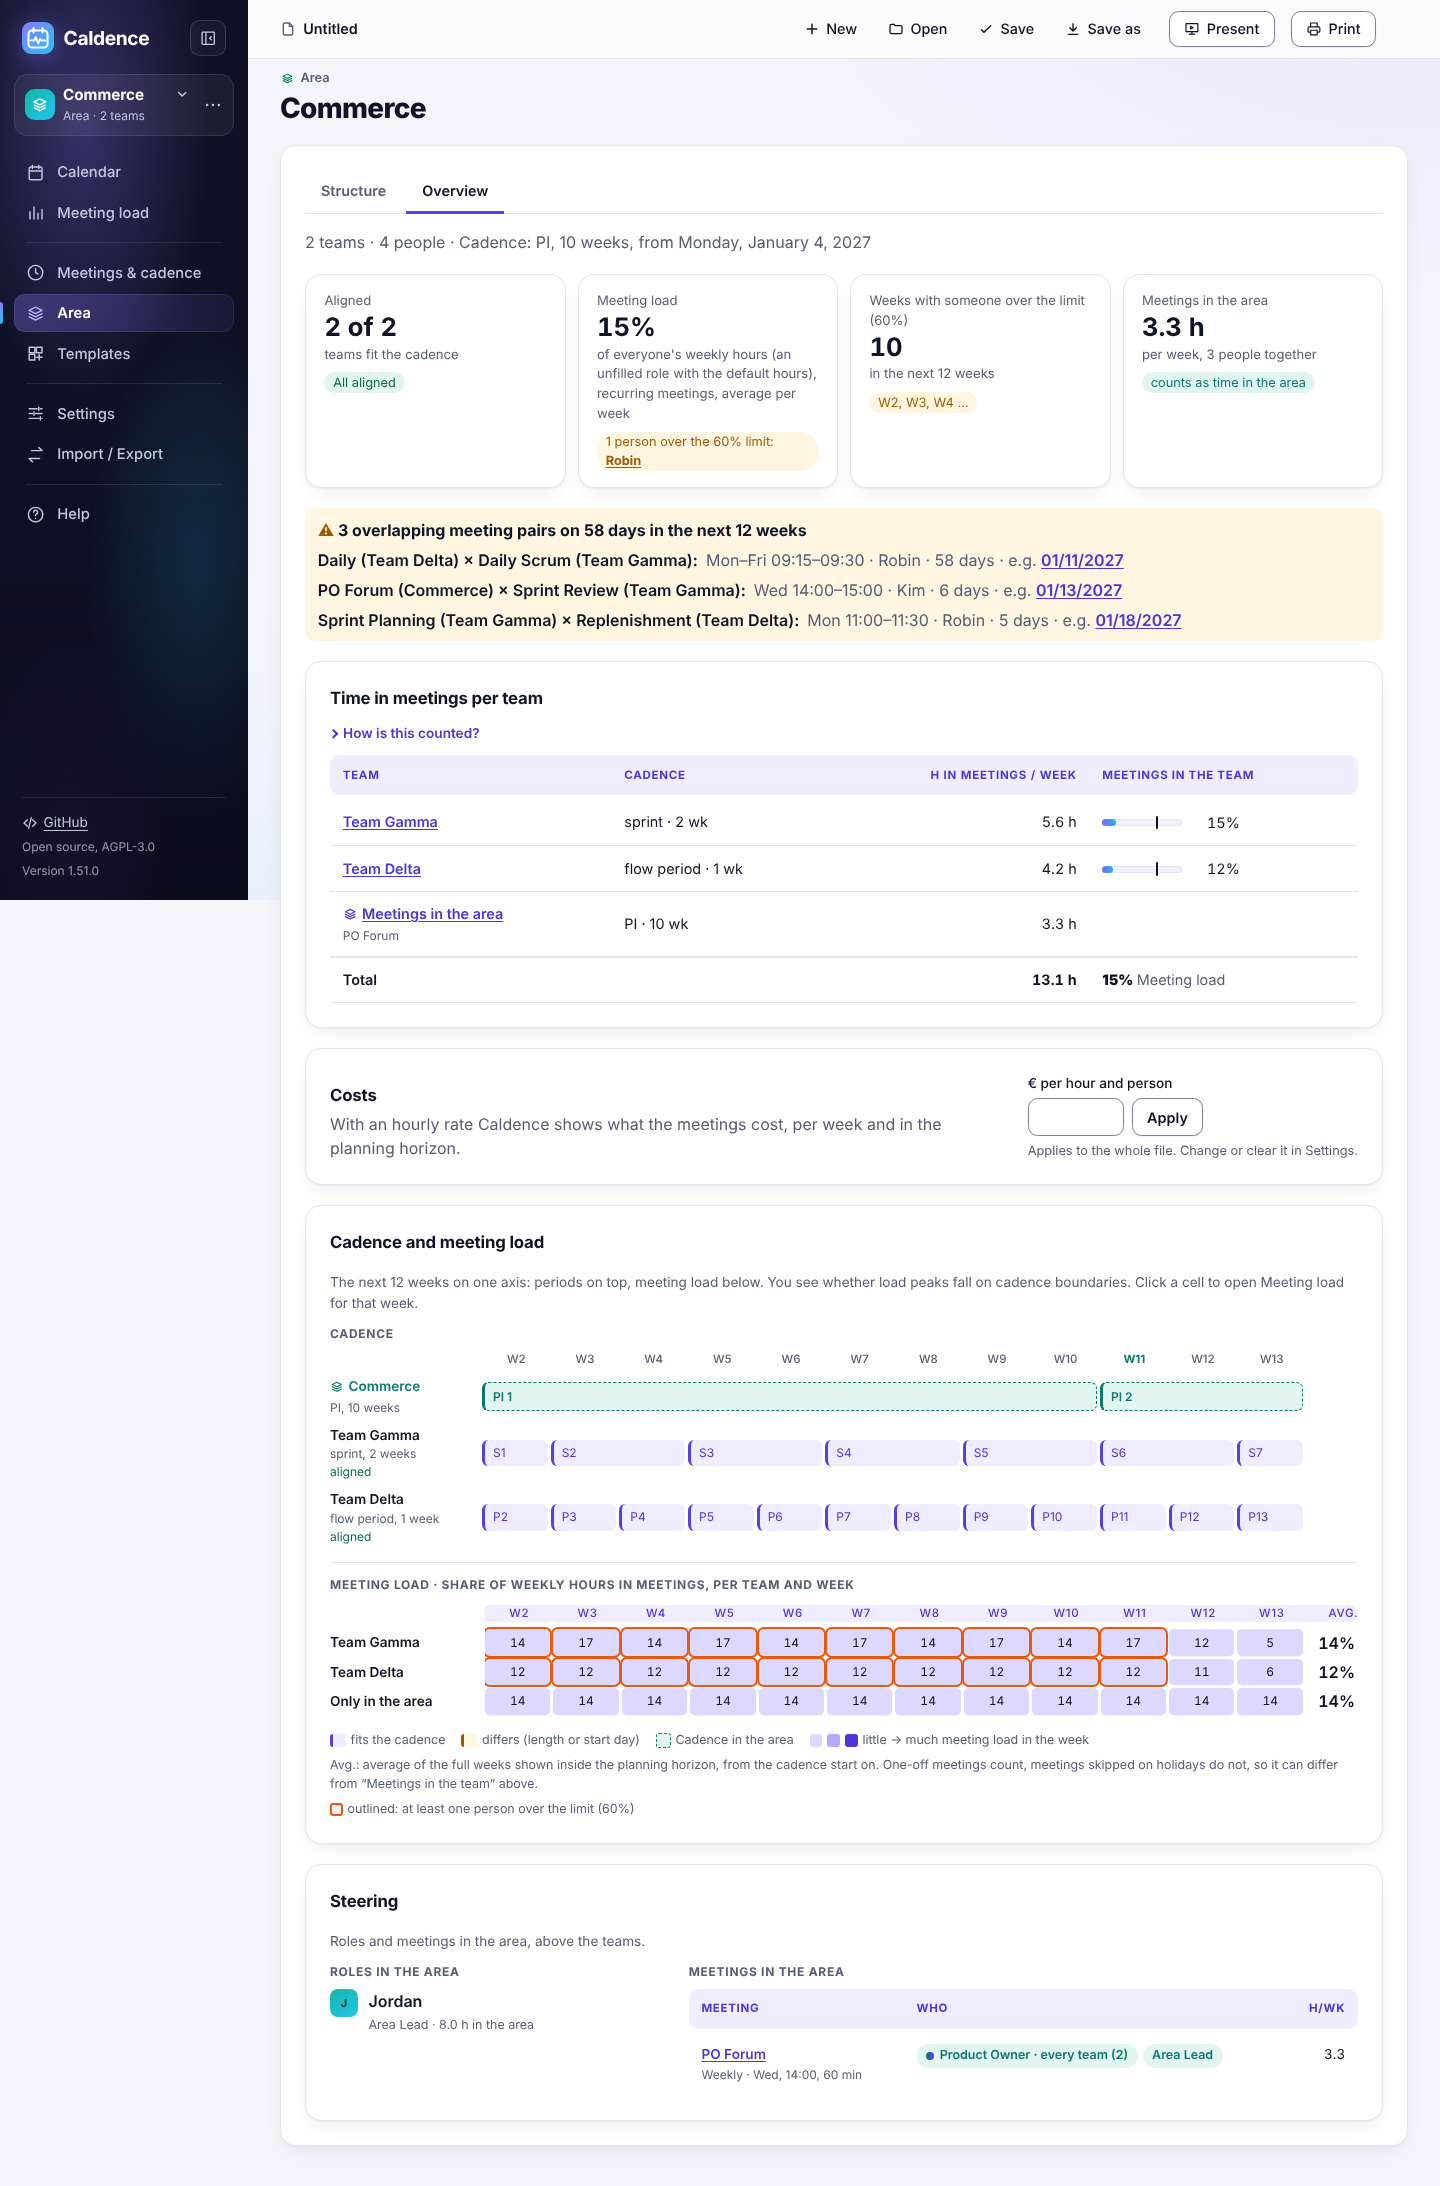 Caldence
Commerce
Area · 2 teams
Calendar
Meeting load
Meetings & cadence
Area
Templates
Settings
Import / Export
Help
GitHub
Open source, AGPL-3.0
Version 1.51.0
Untitled
New
Open
Save
Save as
Present
Print
Area
Commerce
Structure
Overview
2 teams · 4 people · Cadence: PI, 10 weeks, from Monday, January 4, 2027
Aligned
2 of 2
teams fit the cadence
All aligned
Meeting load
15%
of everyone's weekly hours (an
unfilled role with the default hours),
recurring meetings, average per
week
1 person over the 60% limit:
Robin
Weeks with someone over the limit
(60%)
10
in the next 12 weeks
W2, W3, W4 …
Meetings in the area
3.3 h
per week, 3 people together
counts as time in the area
3 overlapping meeting pairs on 58 days in the next 12 weeks
Daily (Team Delta) × Daily Scrum (Team Gamma): Mon–Fri 09:15–09:30 · Robin · 58 days · e.g. 01/11/2027
PO Forum (Commerce) × Sprint Review (Team Gamma): Wed 14:00–15:00 · Kim · 6 days · e.g. 01/13/2027
Sprint Planning (Team Gamma) × Replenishment (Team Delta): Mon 11:00–11:30 · Robin · 5 days · e.g. 01/18/2027
Time in meetings per team
How is this counted?
TEAM CADENCE H IN MEETINGS / WEEK MEETINGS IN THE TEAM
Team Gamma sprint · 2 wk 5.6 h 15%
Team Delta flow period · 1 wk 4.2 h 12%
Meetings in the area PI · 10 wk 3.3 h
PO Forum
Total 13.1 h 15% Meeting load
Costs
With an hourly rate Caldence shows what the meetings cost, per week and in the
planning horizon.
€ per hour and person
Apply
Applies to the whole file. Change or clear it in Settings.
Cadence and meeting load
The next 12 weeks on one axis: periods on top, meeting load below. You see whether load peaks fall on cadence boundaries. Click a cell to open Meeting load
for that week.
CADENCE
W2 W3 W4 W5 W6 W7 W8 W9 W10 W11 W12 W13
Commerce
PI, 10 weeks
PI 1 PI 2
Team Gamma
sprint, 2 weeks
aligned
S1 S2 S3 S4 S5 S6 S7
Team Delta
flow period, 1 week
aligned
P2 P3 P4 P5 P6 P7 P8 P9 P10 P11 P12 P13
MEETING LOAD · SHARE OF WEEKLY HOURS IN MEETINGS, PER TEAM AND WEEK
W2 W3 W4 W5 W6 W7 W8 W9 W10 W11 W12 W13 AVG.
Team Gamma 14 17 14 17 14 17 14 17 14 17 12 5 14%
Team Delta 12 12 12 12 12 12 12 12 12 12 11 6 12%
Only in the area 14 14 14 14 14 14 14 14 14 14 14 14 14%
fits the cadence differs (length or start day) Cadence in the area little → much meeting load in the week
Avg.: average of the full weeks shown inside the planning horizon, from the cadence start on. One-off meetings count, meetings skipped on holidays do not, so it can differ
from “Meetings in the team” above.
outlined: at least one person over the limit (60%)
Steering
Roles and meetings in the area, above the teams.
ROLES IN THE AREA
J
Jordan
Area Lead · 8.0 h in the area
MEETINGS IN THE AREA
MEETING WHO H/WK
PO Forum Product Owner · every team (2) Area Lead 3.3
Weekly · Wed, 14:00, 60 min